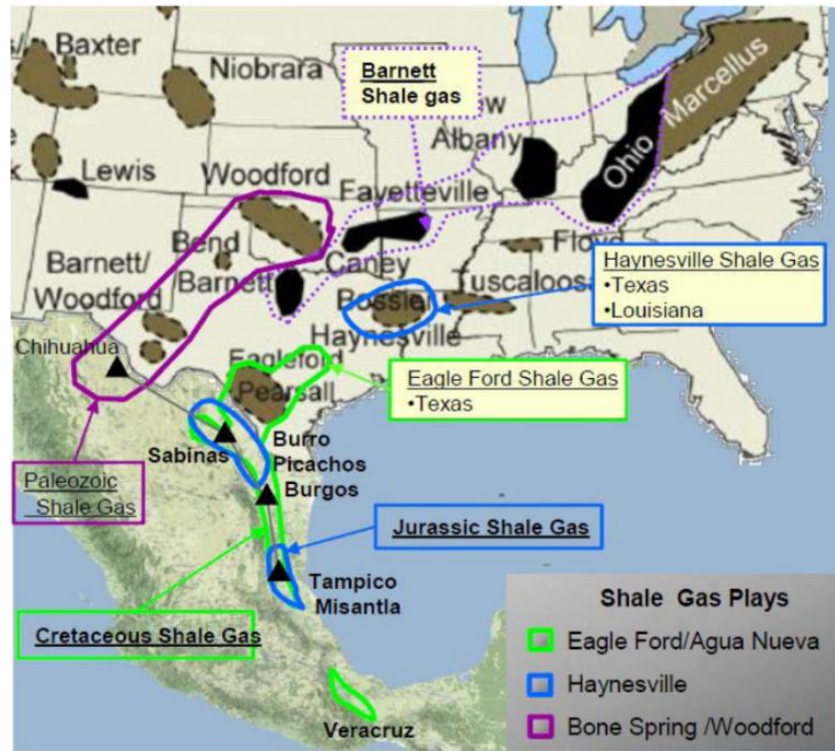 Baxter
Niobrara
Barnett
Shale gas
Albany
Marcellus
Ohio
Lewis
Woodford
Fayetteville
Bend
Barnett/
Barnett
Caney
Floyd
Woodford
Bossier
Tuscaloosa
Haynesville Shale Gas
•Texas
•Louisiana
Haynesville
Chihuahua
Eagleford
Pearsall
Eagle Ford Shale Gas
•Texas
Sabinas
Burro
Picachos
Burgos
Paleozoic
Shale Gas
Jurassic Shale Gas
Tampico
Misantla
Cretaceous Shale Gas
Veracruz
Shale Gas Plays
Eagle Ford/Agua Nueva
Haynesville
Bone Spring /Woodford